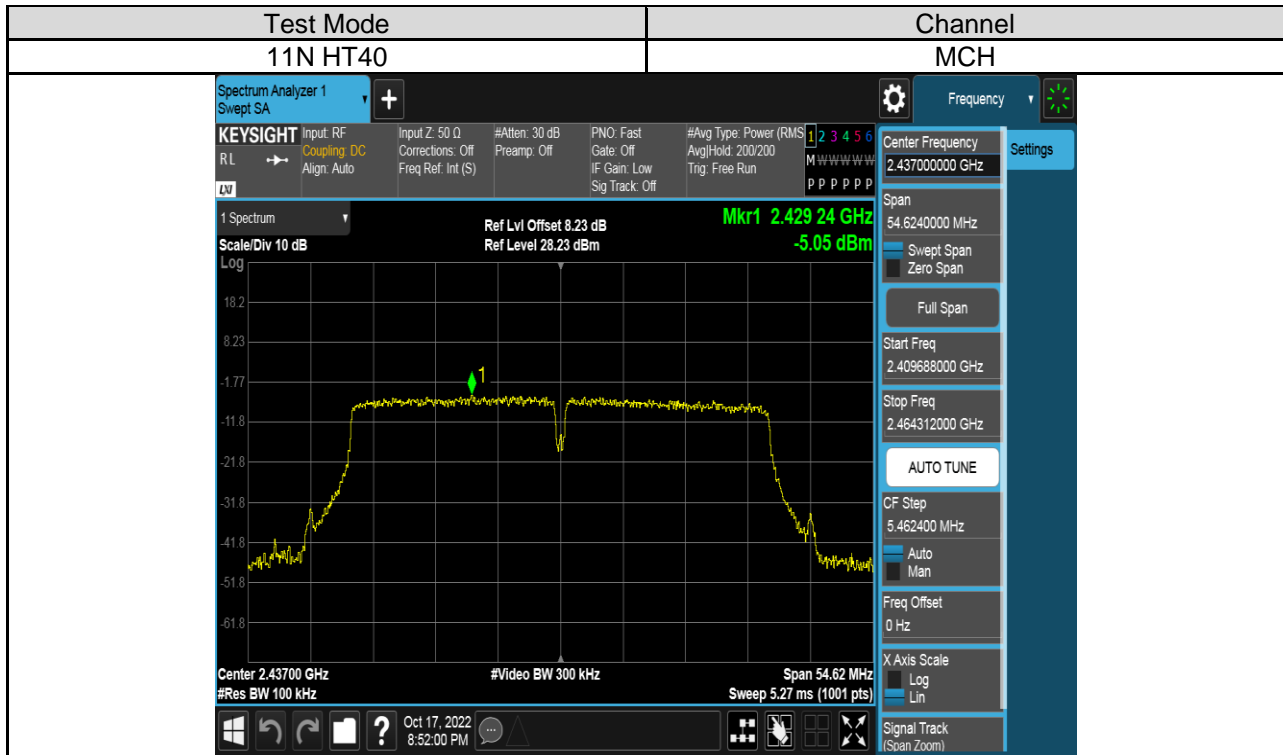 Test Mode Channel
11N HT40 MCH
Spectrum Analyzer 1
Swept SA
+
Frequency
KEYSIGHT
RL
LXI
Input: RF
Coupling: DC
Align: Auto
Input Z: 50 Ω
Corrections: Off
Freq Ref: Int (S)
#Atten: 30 dB
Preamp: Off
PNO: Fast
Gate: Off
IF Gain: Low
Sig Track: Off
#Avg Type: Power (RMS
Avg|Hold: 200/200
Trig: Free Run
1 2 3 4 5 6
M W W W W W
P P P P P P
1 Spectrum
Scale/Div 10 dB
Ref Lvl Offset 8.23 dB
Ref Level 28.23 dBm
Mkr1 2.429 24 GHz
-5.05 dBm
Log
18.2
8.23
-1.77
-11.8
-21.8
-31.8
-41.8
-51.8
-61.8
1
Center 2.43700 GHz
#Res BW 100 kHz
#Video BW 300 kHz
Span 54.62 MHz
Sweep 5.27 ms (1001 pts)
Center Frequency
2.437000000 GHz
Span
54.6240000 MHz
Swept Span
Zero Span
Full Span
Start Freq
2.409688000 GHz
Stop Freq
2.464312000 GHz
AUTO TUNE
CF Step
5.462400 MHz
Auto
Man
Freq Offset
0 Hz
X Axis Scale
Log
Lin
Signal Track
(Span Zoom)
Settings
?
Oct 17, 2022
8:52:00 PM